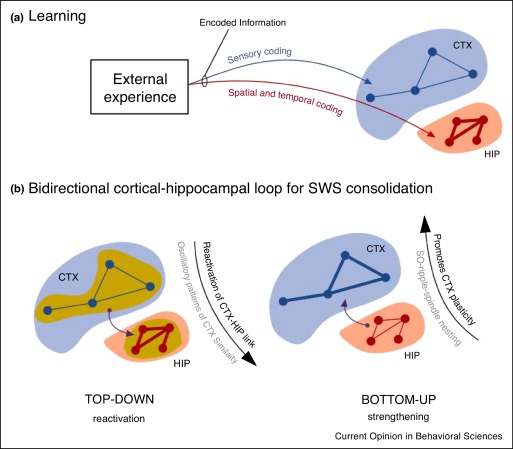 (a) Learning
Encoded Information
External
experience
Sensory coding
Spatial and temporal coding
CTX
HIP
(b) Bidirectional cortical-hippocampal loop for SWS consolidation
CTX
HIP
Reactivation of CTX-HIP link
Oscillatory patterns of CTX Similaity
TOP-DOWN
reactivation
CTX
HIP
Promotes CTX plasticity
SO-ripple-spindle nesting
BOTTOM-UP
strengthening
Current Opinion in Behavioral Sciences